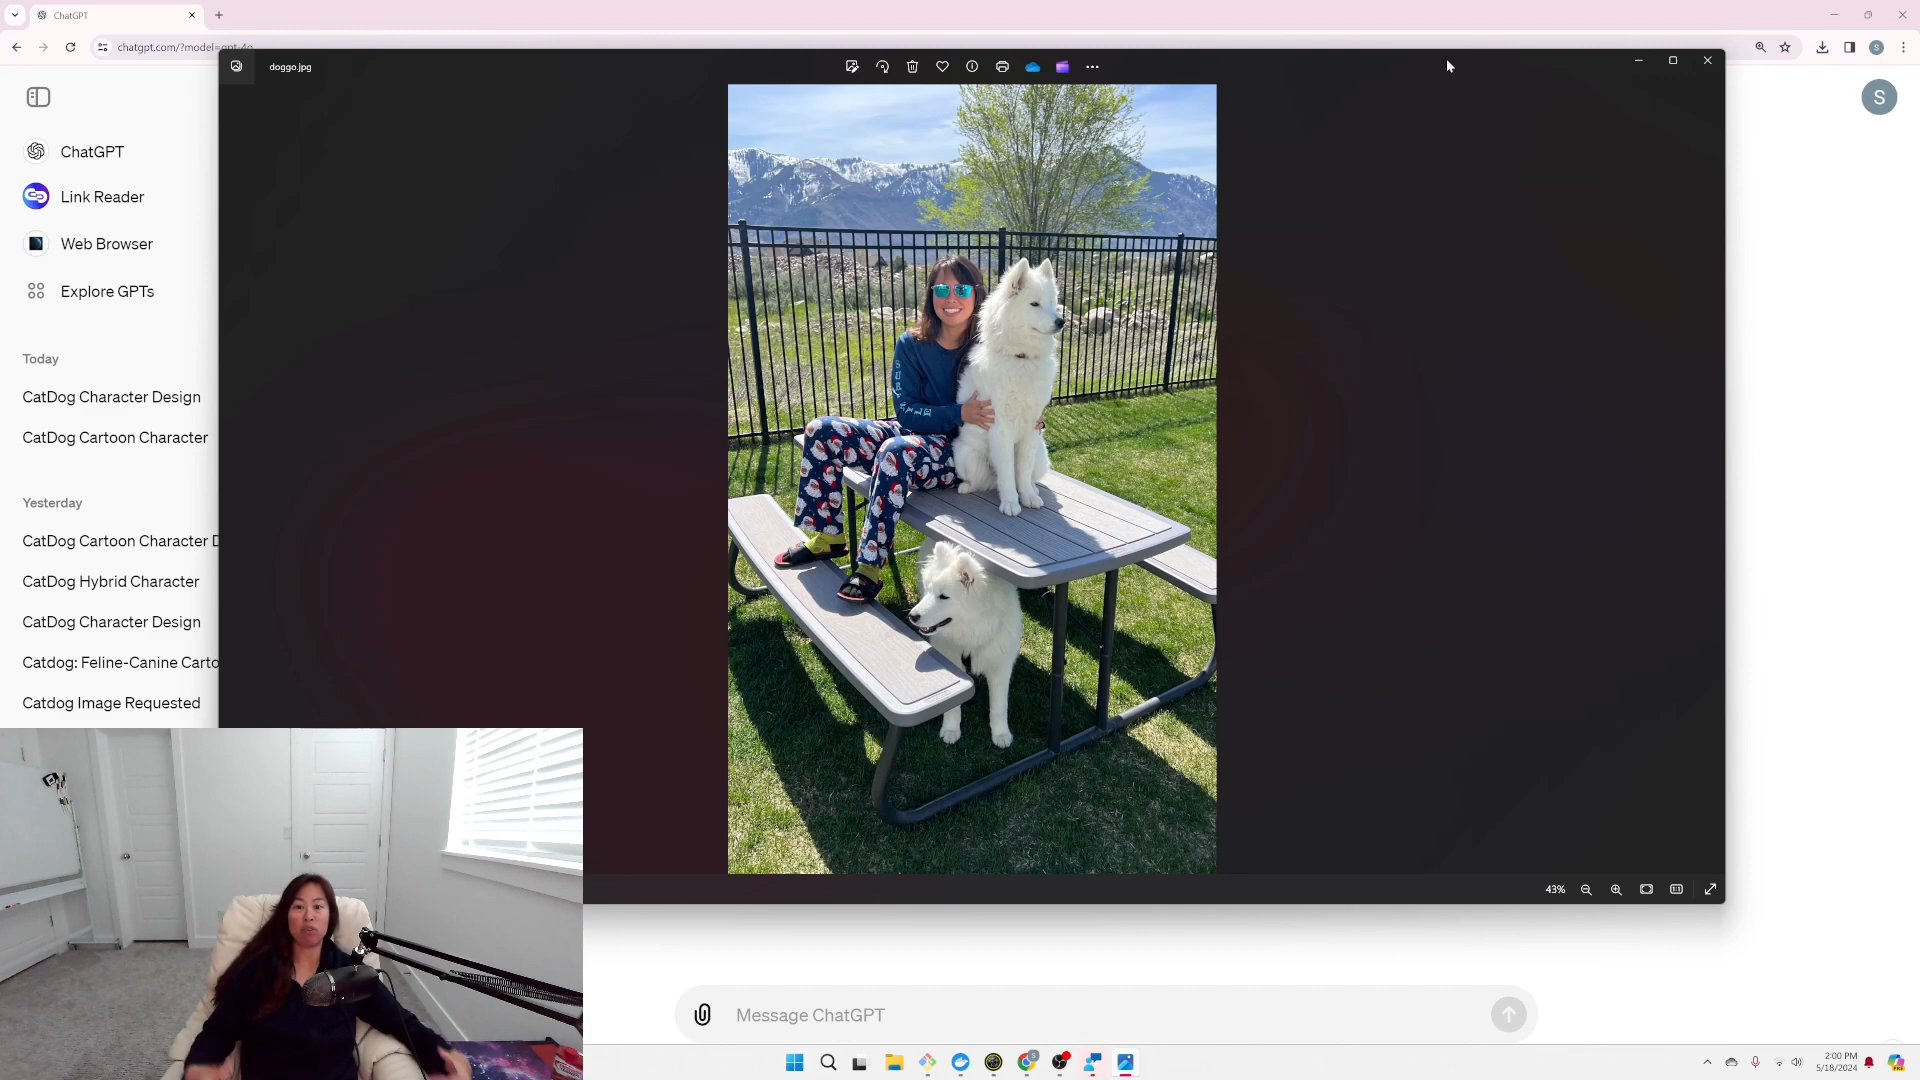 ChatGPT
chatgpt.com/?model=gpt-4o
S
doggo.jpg
S
ChatGPT
Link Reader
Web Browser
Explore GPTs
Today
CatDog Character Design
CatDog Cartoon Character
Yesterday
CatDog Cartoon Character D
CatDog Hybrid Character
CatDog Character Design
Catdog: Feline-Canine Carto
Catdog Image Requested
43%
Message ChatGPT
2:00 PM
5/18/2024